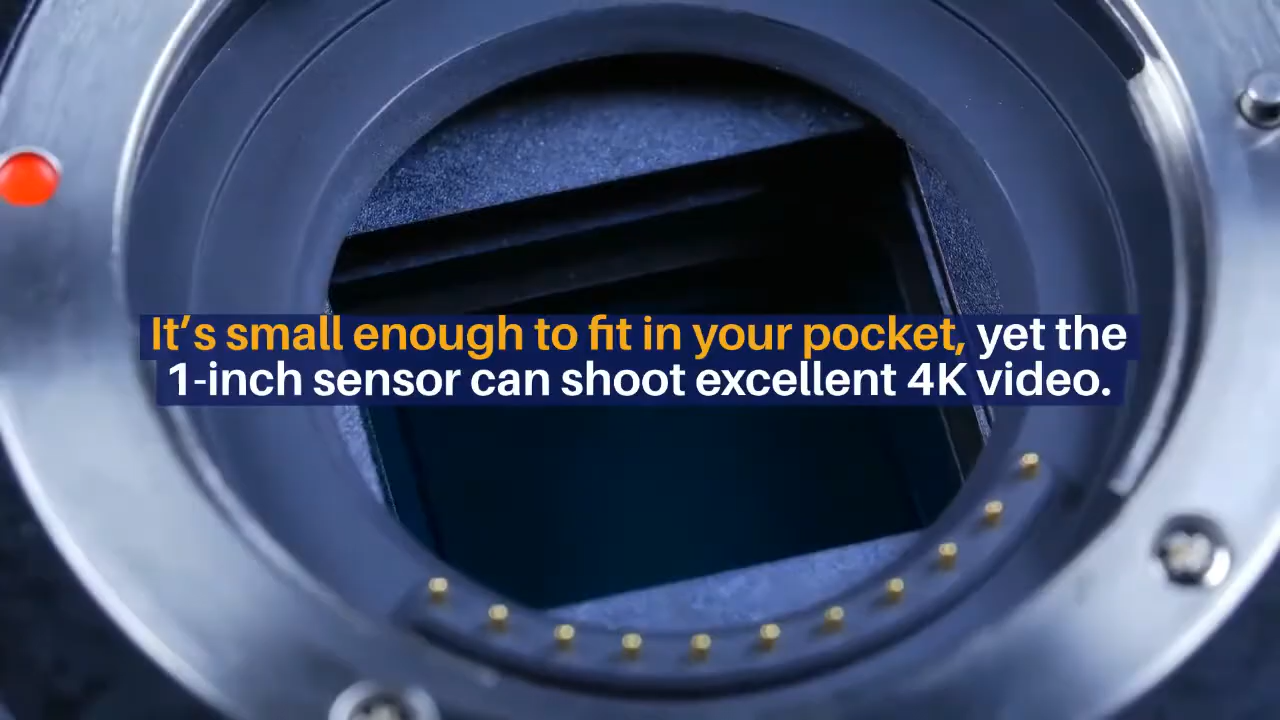 It’s small enough to fit in your pocket, yet the
1-inch sensor can shoot excellent 4K video.